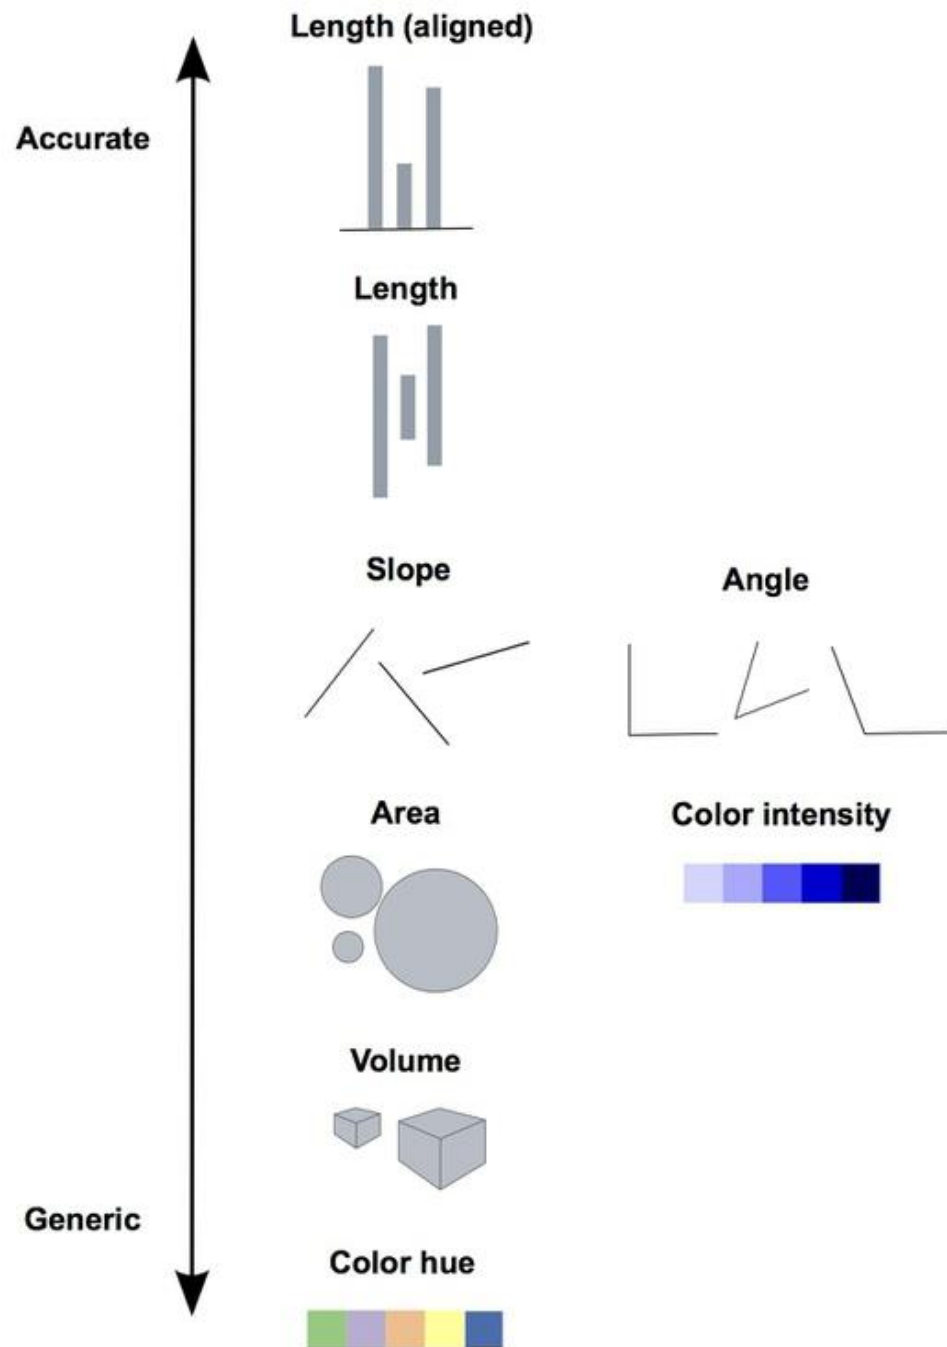 Length (aligned)
Accurate
Length
Slope
Angle
Area
Color intensity
Volume
Generic
Color hue